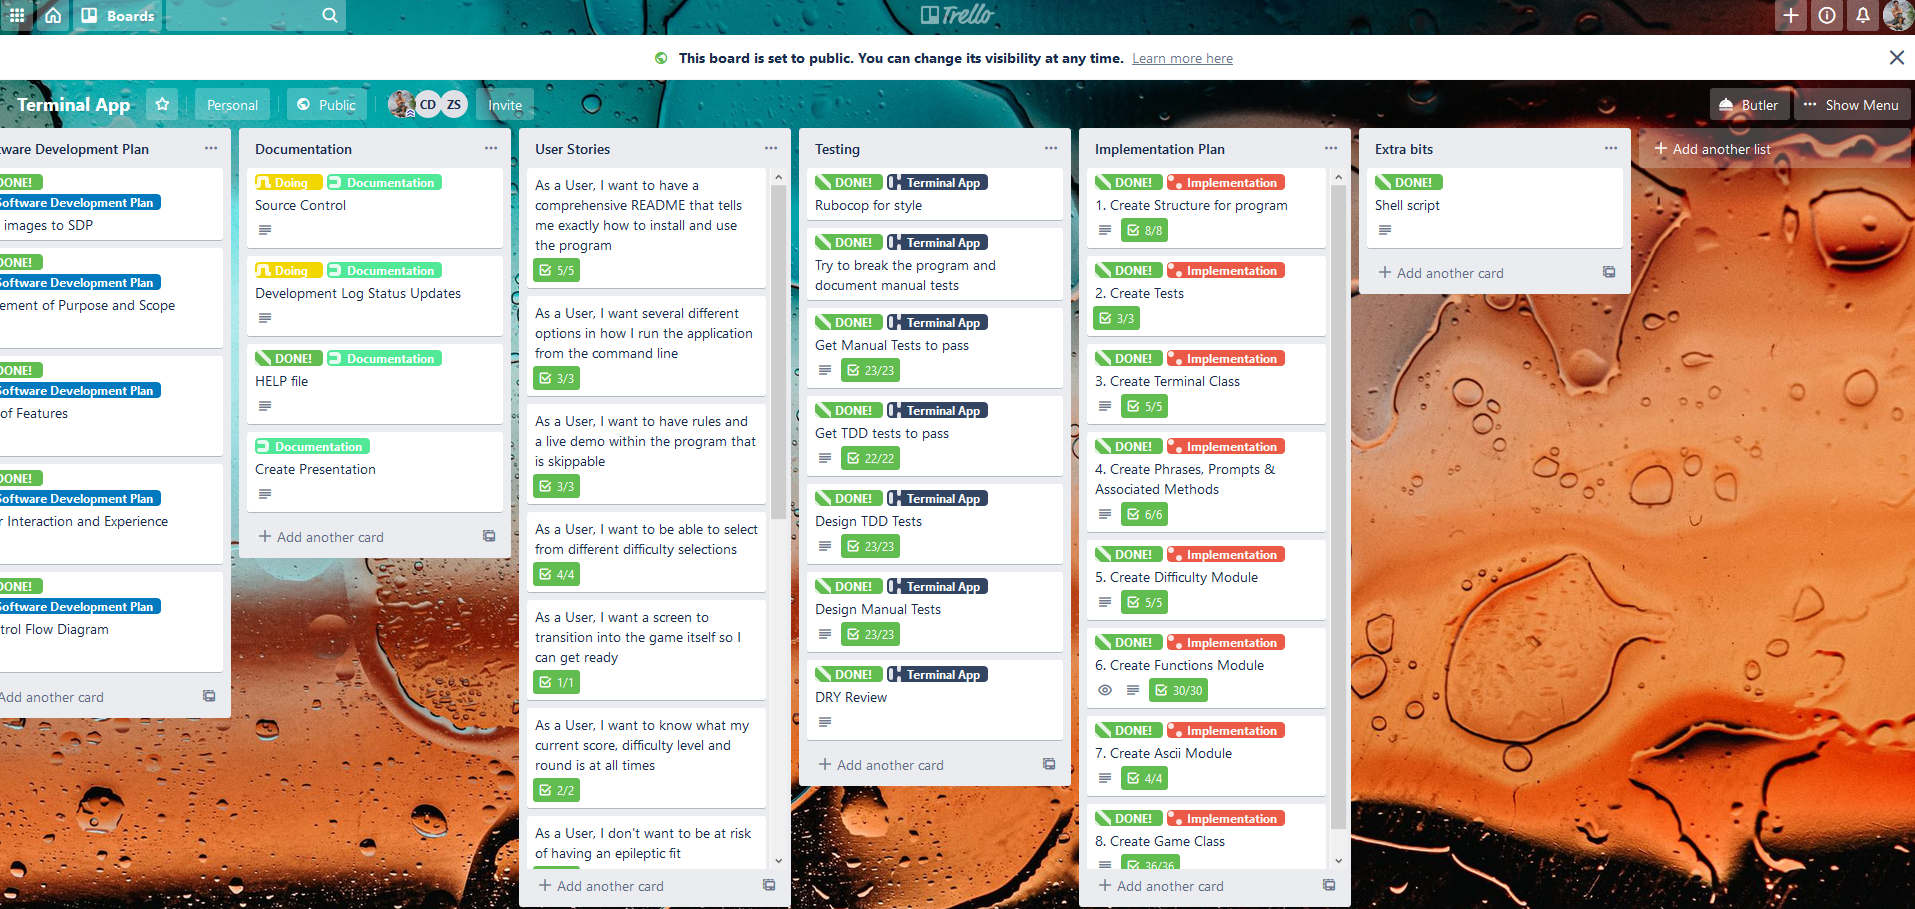 Boards
Trello
This board is set to public. You can change its visibility at any time. Learn more here
Terminal App
Personal
Public
CD
ZS
Invite
Butler
Show Menu
ware Development Plan
DONE!
Software Development Plan
images to SDP
DONE!
Software Development Plan
ement of Purpose and Scope
DONE!
Software Development Plan
of Features
DONE!
Software Development Plan
r Interaction and Experience
DONE!
Software Development Plan
trol Flow Diagram
Add another card
Documentation
Doing Documentation
Source Control
Doing Documentation
Development Log Status Updates
DONE! Documentation
HELP file
Documentation
Create Presentation
Add another card
User Stories
As a User, I want to have a
comprehensive README that tells
me exactly how to install and use
the program
5/5
As a User, I want several different
options in how I run the application
from the command line
3/3
As a User, I want to have rules and
a live demo within the program that
is skippable
3/3
As a User, I want to be able to select
from different difficulty selections
4/4
As a User, I want a screen to
transition into the game itself so I
can get ready
1/1
As a User, I want to know what my
current score, difficulty level and
round is at all times
2/2
As a User, I don't want to be at risk
of having an epileptic fit
Add another card
Testing
DONE! Terminal App
Rubocop for style
DONE! Terminal App
Try to break the program and
document manual tests
DONE! Terminal App
Get Manual Tests to pass
23/23
DONE! Terminal App
Get TDD tests to pass
22/22
DONE! Terminal App
Design TDD Tests
23/23
DONE! Terminal App
Design Manual Tests
23/23
DONE! Terminal App
DRY Review
Add another card
Implementation Plan
DONE! Implementation
1. Create Structure for program
8/8
DONE! Implementation
2. Create Tests
3/3
DONE! Implementation
3. Create Terminal Class
5/5
DONE! Implementation
4. Create Phrases, Prompts &
Associated Methods
6/6
DONE! Implementation
5. Create Difficulty Module
5/5
DONE! Implementation
6. Create Functions Module
30/30
DONE! Implementation
7. Create Ascii Module
4/4
DONE! Implementation
8. Create Game Class
36/36
Add another card
Extra bits
DONE!
Shell script
Add another card
Add another list